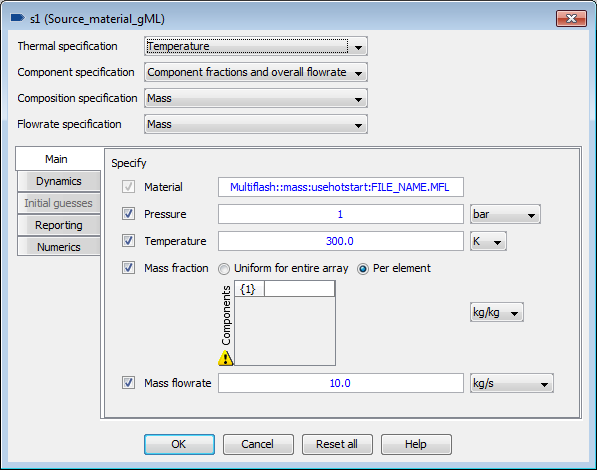 s1 (Source_material_gML)
Thermal specification Temperature
Component specification Component fractions and overall flowrate
Composition specification Mass
Flowrate specification Mass
Main
Dynamics
Initial guesses
Reporting
Numerics
Specify
Material Multiflash::mass:usehotstart:FILE_NAME.MFL
Pressure 1 bar
Temperature 300.0 K
Mass fraction Uniform for entire array Per element
Components {1} kg/kg
Mass flowrate 10.0 kg/s
OK Cancel Reset all Help